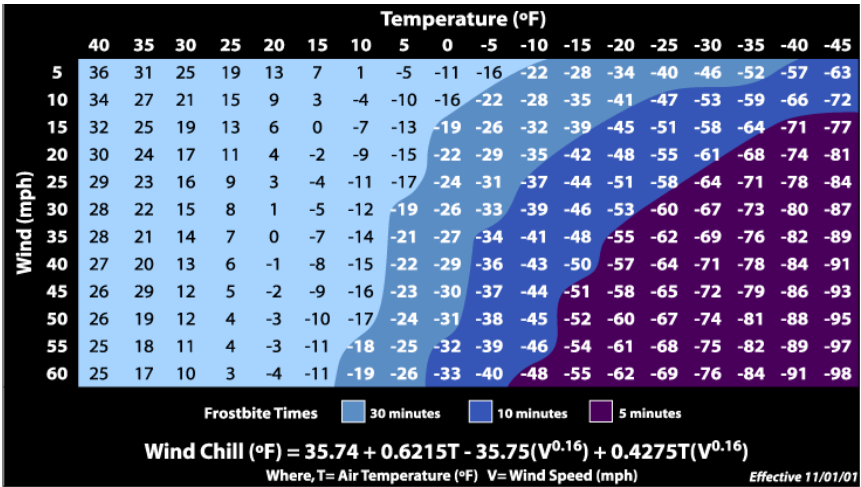 Temperature (ºF)
40 35 30 25 20 15 10 5 0 -5 -10 -15 -20 -25 -30 -35 -40 -45
5 36 31 25 19 13 7 1 -5 -11 -16 -22 -28 -34 -40 -46 -52 -57 -63
10 34 27 21 15 9 3 -4 -10 -16 -22 -28 -35 -41 -47 -53 -59 -66 -72
15 32 25 19 13 6 0 -7 -13 -19 -26 -32 -39 -45 -51 -58 -64 -71 -77
20 30 24 17 11 4 -2 -9 -15 -22 -29 -35 -42 -48 -55 -61 -68 -74 -81
25 29 23 16 9 3 -4 -11 -17 -24 -31 -37 -44 -51 -58 -64 -71 -78 -84
30 28 22 15 8 1 -5 -12 -19 -26 -33 -39 -46 -53 -60 -67 -73 -80 -87
35 28 21 14 7 0 -7 -14 -21 -27 -34 -41 -48 -55 -62 -69 -76 -82 -89
40 27 20 13 6 -1 -8 -15 -22 -29 -36 -43 -50 -57 -64 -71 -78 -84 -91
45 26 29 12 5 -2 -9 -16 -23 -30 -37 -44 -51 -58 -65 -72 -79 -86 -93
50 26 19 12 4 -3 -10 -17 -24 -31 -38 -45 -52 -60 -67 -74 -81 -88 -95
55 25 18 11 4 -3 -11 -18 -25 -32 -39 -46 -54 -61 -68 -75 -82 -89 -97
60 25 17 10 3 -4 -11 -19 -26 -33 -40 -48 -55 -62 -69 -76 -84 -91 -98
Wind (mph)
Frostbite Times 30 minutes 10 minutes 5 minutes
Wind Chill (ºF) = 35.74 + 0.6215T - 35.75(V^0.16) + 0.4275T(V^0.16)
Where, T= Air Temperature (ºF) V= Wind Speed (mph)
Effective 11/01/01